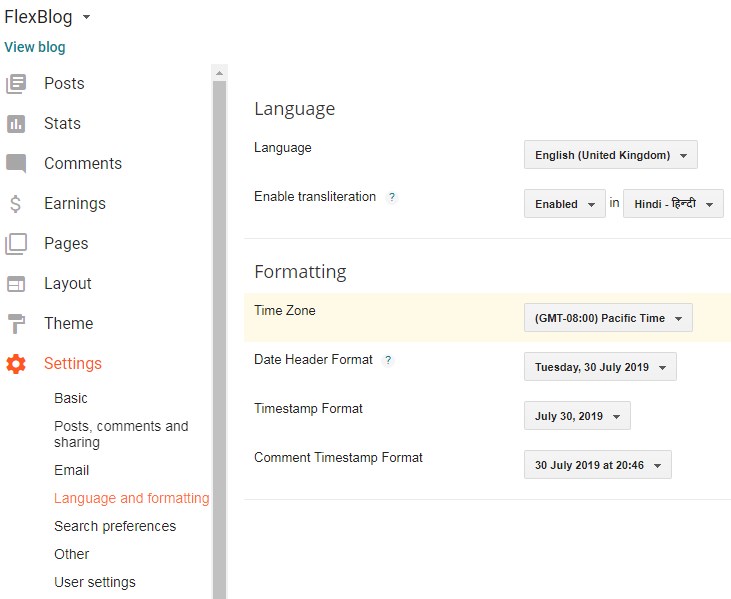 FlexBlog
View blog
Posts
Stats
Comments
Earnings
Pages
Layout
Theme
Settings
Basic
Posts, comments and
sharing
Email
Language and formatting
Search preferences
Other
User settings
Language
Language
English (United Kingdom)
Enable transliteration ?
Enabled in Hindi - हिन्दी
Formatting
Time Zone
(GMT-08:00) Pacific Time
Date Header Format ?
Tuesday, 30 July 2019
Timestamp Format
July 30, 2019
Comment Timestamp Format
30 July 2019 at 20:46